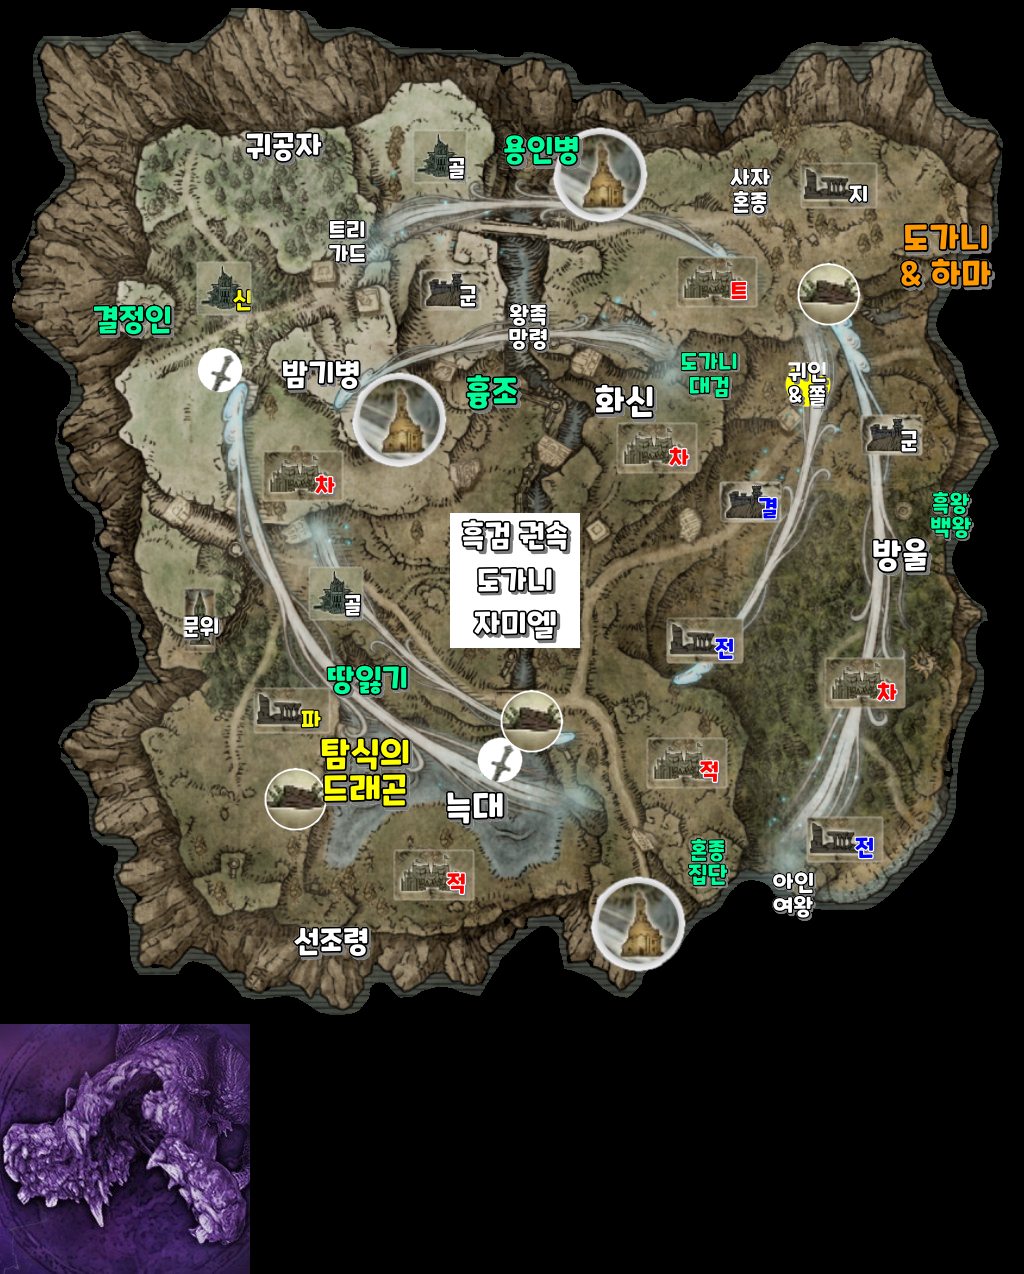 귀공자
골
용인병
사자
혼종
지
트리
가드
도가니
& 하마
신
군
트
결정인
왕족
망령
밤기병
흉조
도가니
대검
귀인
& 쫄
화신
군
차
차
결
흑왕
백왕
방울
흑검 권속
도가니
자미엘
골
문위
전
땅잃기
차
파
탐식의
드래곤
적
늑대
전
혼종
집단
적
아인
여왕
선조령